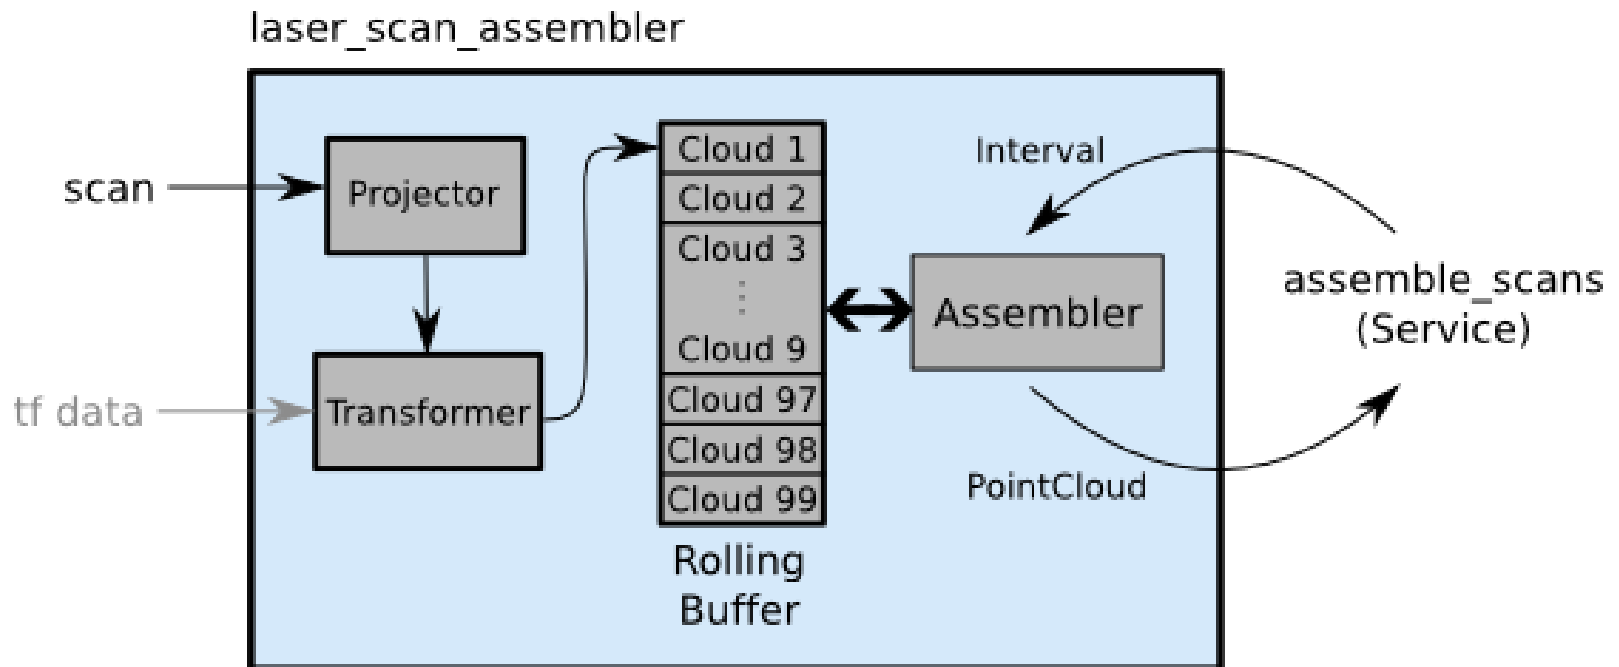 laser_scan_assembler
scan
Projector
tf data
Transformer
Cloud 1
Cloud 2
Cloud 3
Cloud 9
Cloud 97
Cloud 98
Cloud 99
Rolling
Buffer
Interval
Assembler
PointCloud
assemble_scans
(Service)